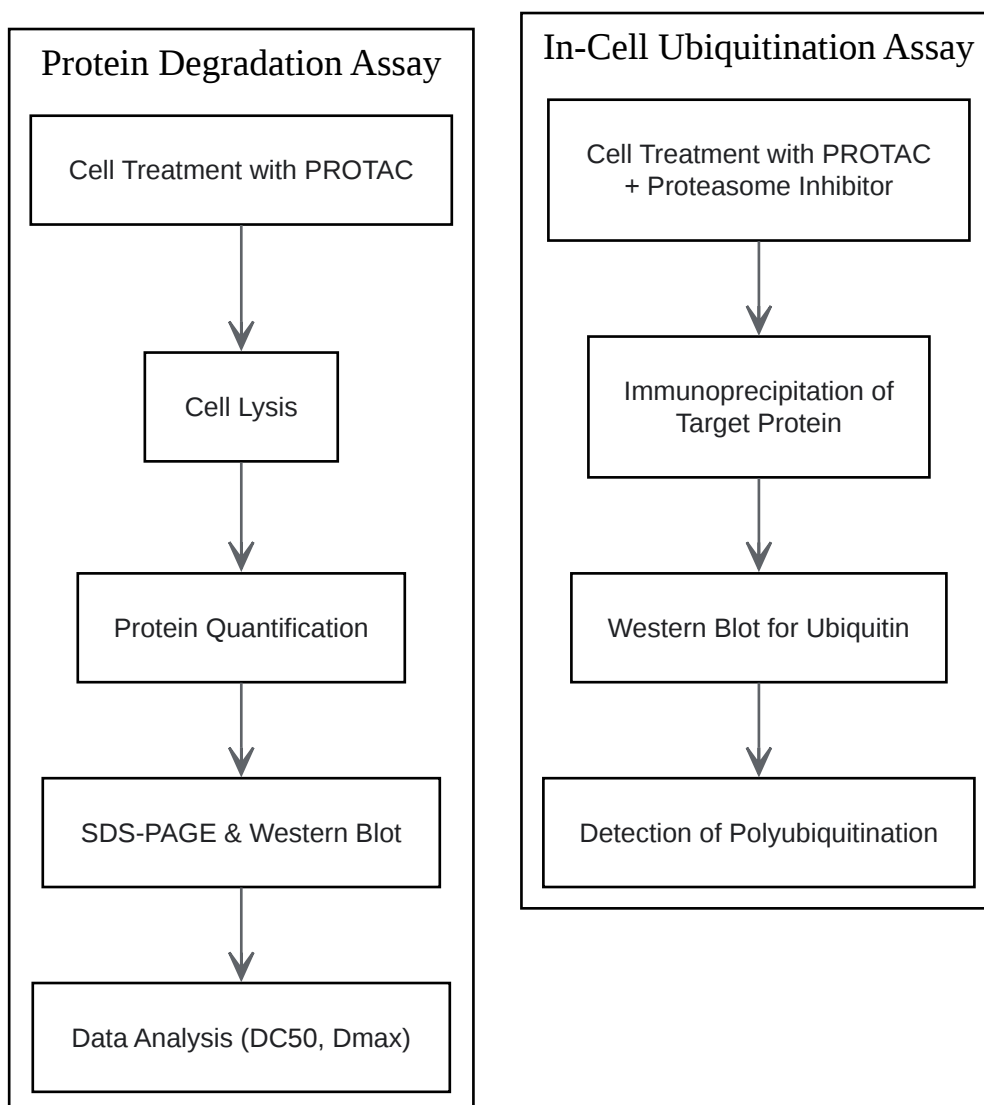 Protein Degradation Assay
Cell Treatment with PROTAC
Cell Lysis
Protein Quantification
SDS-PAGE & Western Blot
Data Analysis (DC50, Dmax)
In-Cell Ubiquitination Assay
Cell Treatment with PROTAC
+ Proteasome Inhibitor
Immunoprecipitation of
Target Protein
Western Blot for Ubiquitin
Detection of Polyubiquitination